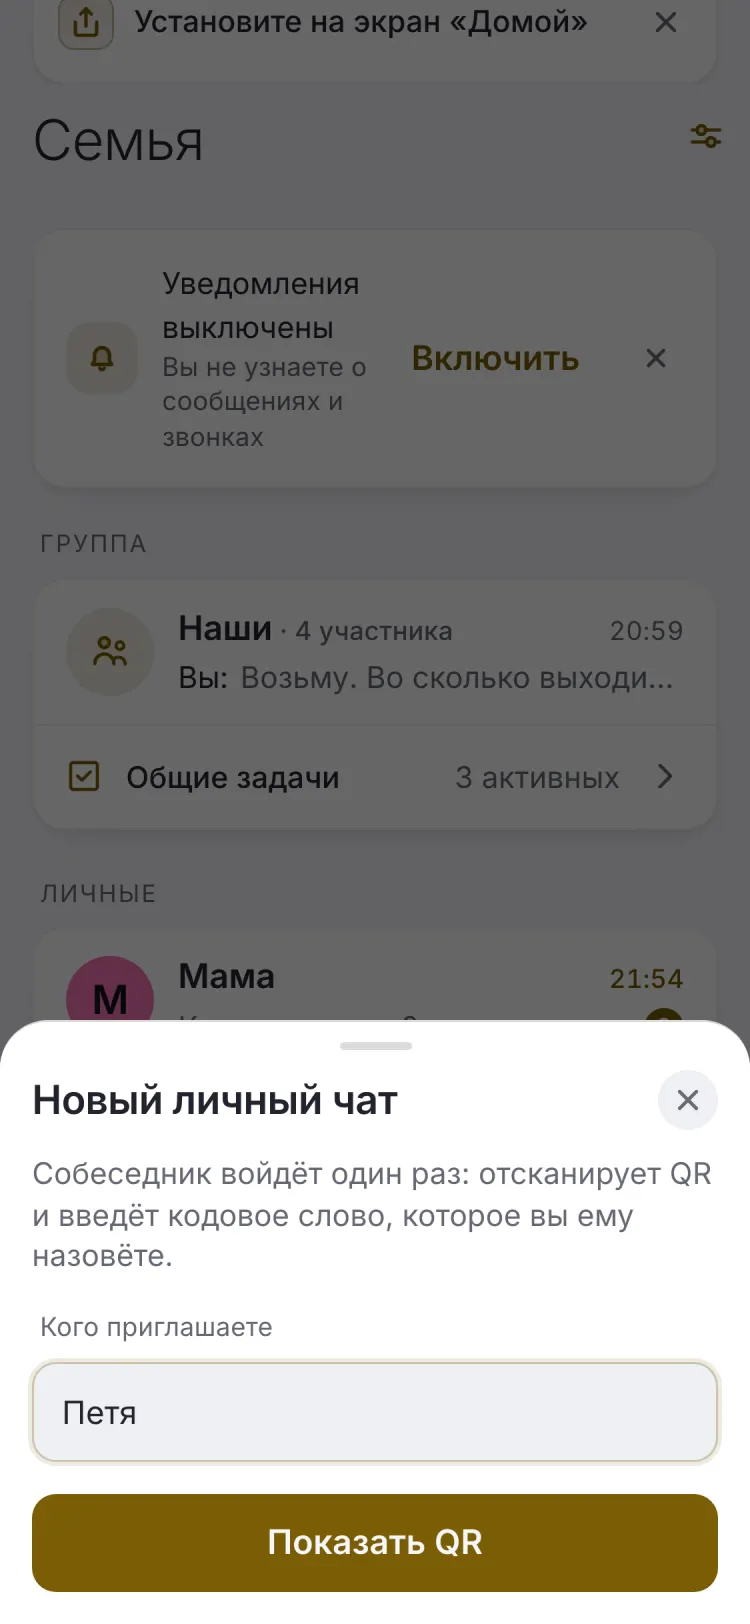 Установите на экран «Домой»
Семья
Уведомления
выключены
Вы не узнаете о
сообщениях и
звонках
Включить
ГРУППА
Наши · 4 участника
20:59
Вы: Возьму. Во сколько выходи...
Общие задачи
3 активных
ЛИЧНЫЕ
М
Мама
21:54
Новый личный чат
Собеседник войдёт один раз: отсканирует QR
и введёт кодовое слово, которое вы ему
назовёте.
Кого приглашаете
Петя
Показать QR